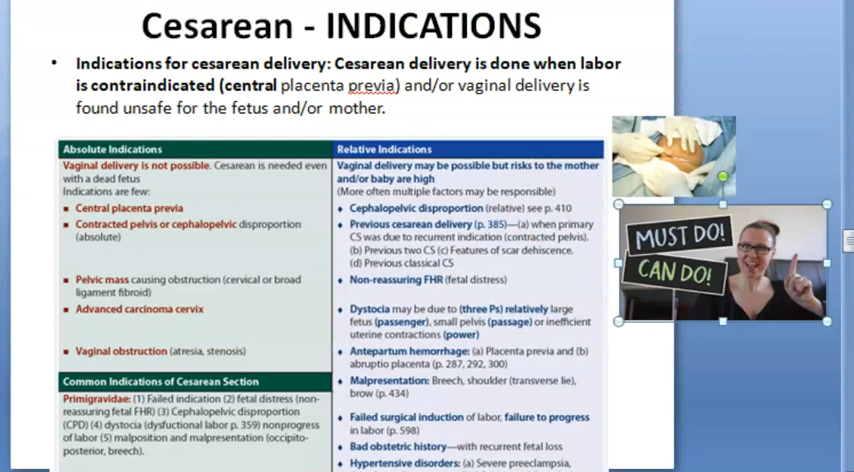 Cesarean - INDICATIONS
• Indications for cesarean delivery: Cesarean delivery is done when labor
is contraindicated (central placenta previa) and/or vaginal delivery is
found unsafe for the fetus and/or mother.
Absolute Indications
Vaginal delivery is not possible. Cesarean is needed even
with a dead fetus
Indications are few:
▪ Central placenta previa
▪ Contracted pelvis or cephalopelvic disproportion
(absolute)
▪ Pelvic mass causing obstruction (cervical or broad
ligament fibroid)
▪ Advanced carcinoma cervix
▪ Vaginal obstruction (atresia, stenosis)
Common Indications of Cesarean Section
Primigravidae: (1) Failed indication (2) fetal distress (non-
reassuring fetal FHR) (3) Cephalopelvic disproportion
(CPD) (4) dystocia (dysfuctional labor p. 359) nonprogress
of labor (5) malposition and malpresentation (occipito-
posterior, breech).
Relative Indications
Vaginal delivery may be possible but risks to the mother
and/or baby are high
(More often multiple factors may be responsible)
♦ Cephalopelvic disproportion (relative) see p. 410
♦ Previous cesarean delivery (p. 385)—(a) when primary
CS was due to recurrent indication (contracted pelvis).
(b) Previous two CS (c) Features of scar dehiscence.
(d) Previous classical CS
♦ Non-reassuring FHR (fetal distress)
♦ Dystocia may be due to (three Ps) relatively large
fetus (passenger), small pelvis (passage) or inefficient
uterine contractions (power)
♦ Antepartum hemorrhage: (a) Placenta previa and (b)
abruptio placenta (p. 287, 292, 300)
♦ Malpresentation: Breech, shoulder (transverse lie),
brow (p. 434)
♦ Failed surgical induction of labor, failure to progress
in labor (p. 598)
♦ Bad obstetric history—with recurrent fetal loss
♦ Hypertensive disorders: (a) Severe preeclampsia,
MUST DO!
CAN DO!